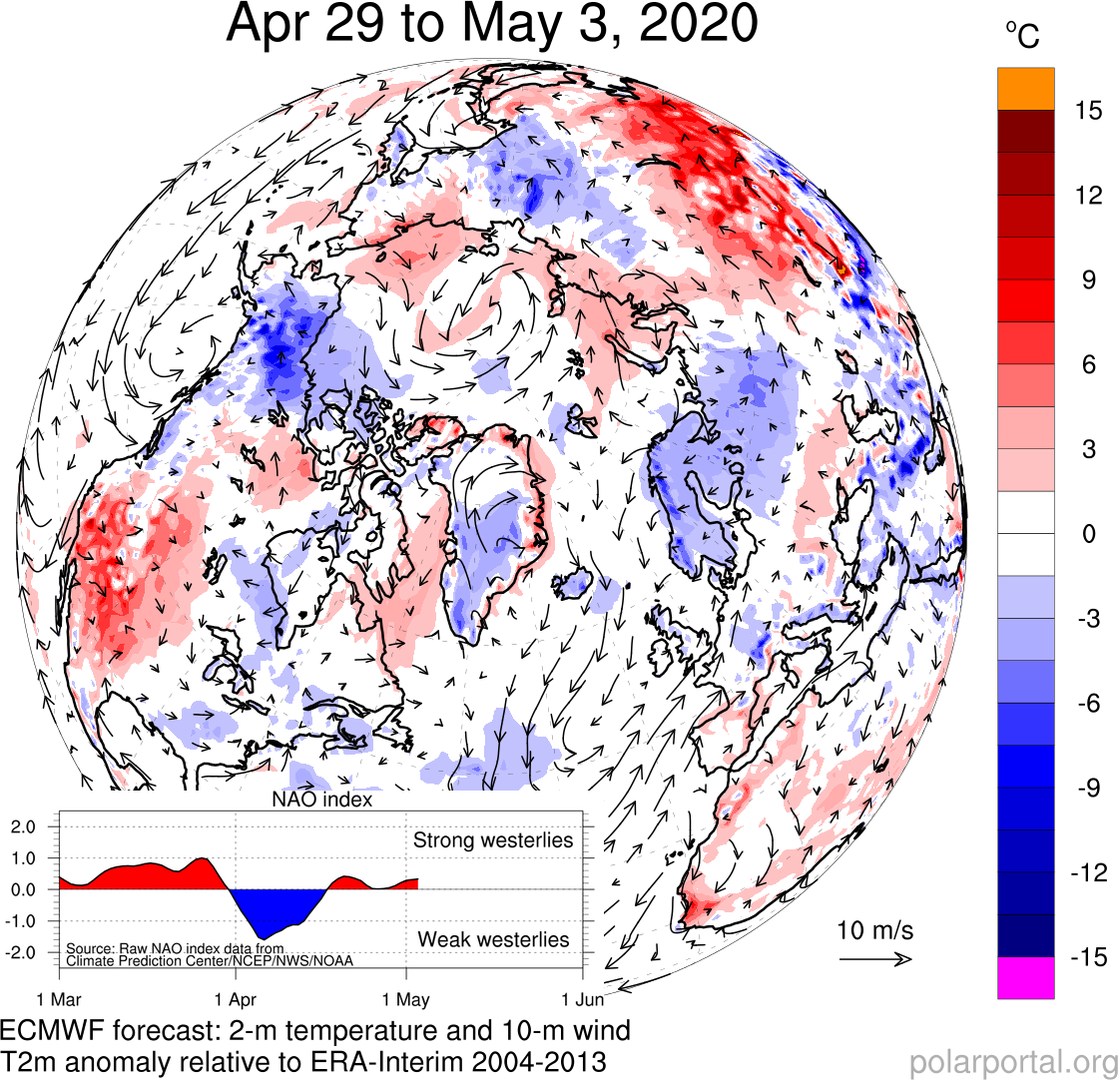 Apr 29 to May 3, 2020
oC
15
12
9
6
3
0
-3
-6
-9
-12
-15
10 m/s
NAO index
2.0
1.0
0.0
-1.0
-2.0
Strong westerlies
Weak westerlies
Source: Raw NAO index data from
Climate Prediction Center/NCEP/NWS/NOAA
1 Mar
1 Apr
1 May
1 Jun
ECMWF forecast: 2-m temperature and 10-m wind
T2m anomaly relative to ERA-Interim 2004-2013
polarportal.org